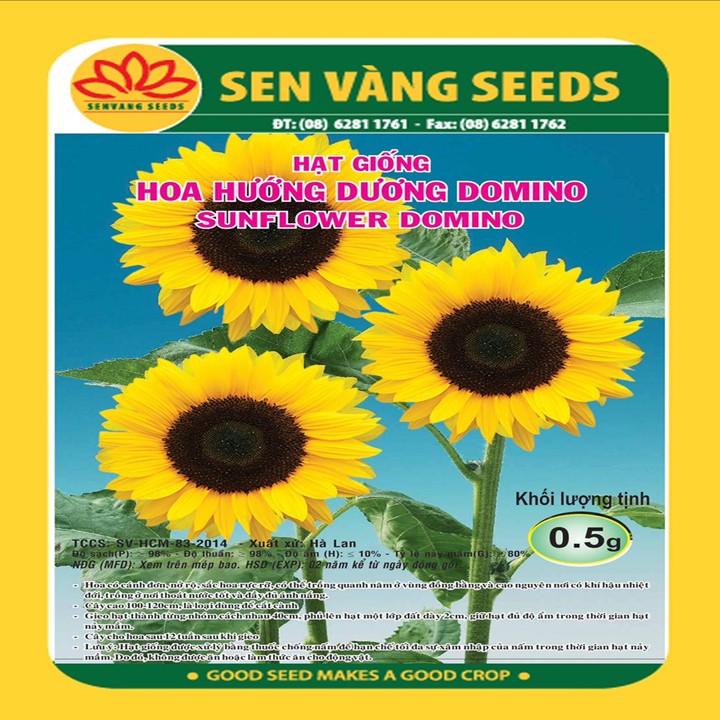 SENVANG SEEDS
SEN VÀNG SEEDS
ĐT: (08) 6281 1761 - Fax: (08) 6281 1762
HẠT GIỐNG
HOA HƯỚNG DƯƠNG DOMINO
SUNFLOWER DOMINO
Khối lượng tịnh
0.5g
TCCS: SV-HCM-83-2014 - Xuất xứ: Hà Lan
Độ sạch(P): ≥ 98% - Độ thuần: ≥ 98% - Độ ẩm (H): ≤ 10% - Tỷ lệ nảy mầm(G): ≥ 80%
NDG (MFD): Xem trên mép bao. HSD (EXP): 02 năm kể từ ngày đóng gói.
- Hoa có cánh đơn, nở rộ, sắc hoa rực rỡ, có thể trồng quanh năm ở vùng đồng bằng và cao nguyên nơi có khí hậu nhiệt
đới, trồng ở nơi thoát nước tốt và đầy đủ ánh nắng.
- Cây cao 100-120cm, là loại dùng để cắt cành
- Gieo hạt thành từng nhóm cách nhau 40cm, phủ lên hạt một lớp đất dày 2cm, giữ hạt đủ độ ẩm trong thời gian hạt
nảy mầm.
- Cây cho hoa sau 12 tuần sau khi gieo
- Lưu ý: Hạt giống được xử lý bằng thuốc chống nấm để hạn chế tối đa sự xâm nhập của nấm trong thời gian hạt nảy
mầm. Do đó, không được ăn hoặc làm thức ăn cho động vật.
● GOOD SEED MAKES A GOOD CROP ●